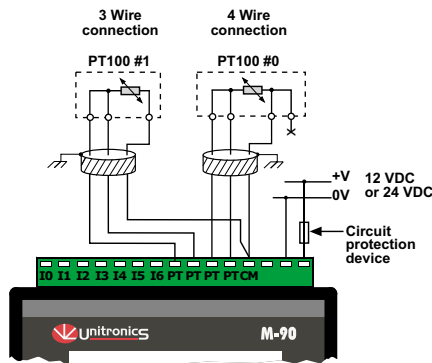 3 Wire
connection
4 Wire
connection
PT100 #1
PT100 #0
+V
0V
12 VDC
or 24 VDC
Circuit
protection
device
I0 I1 I2 I3 I4 I5 I6 PT PT PT PT CM
Unitronics
M-90